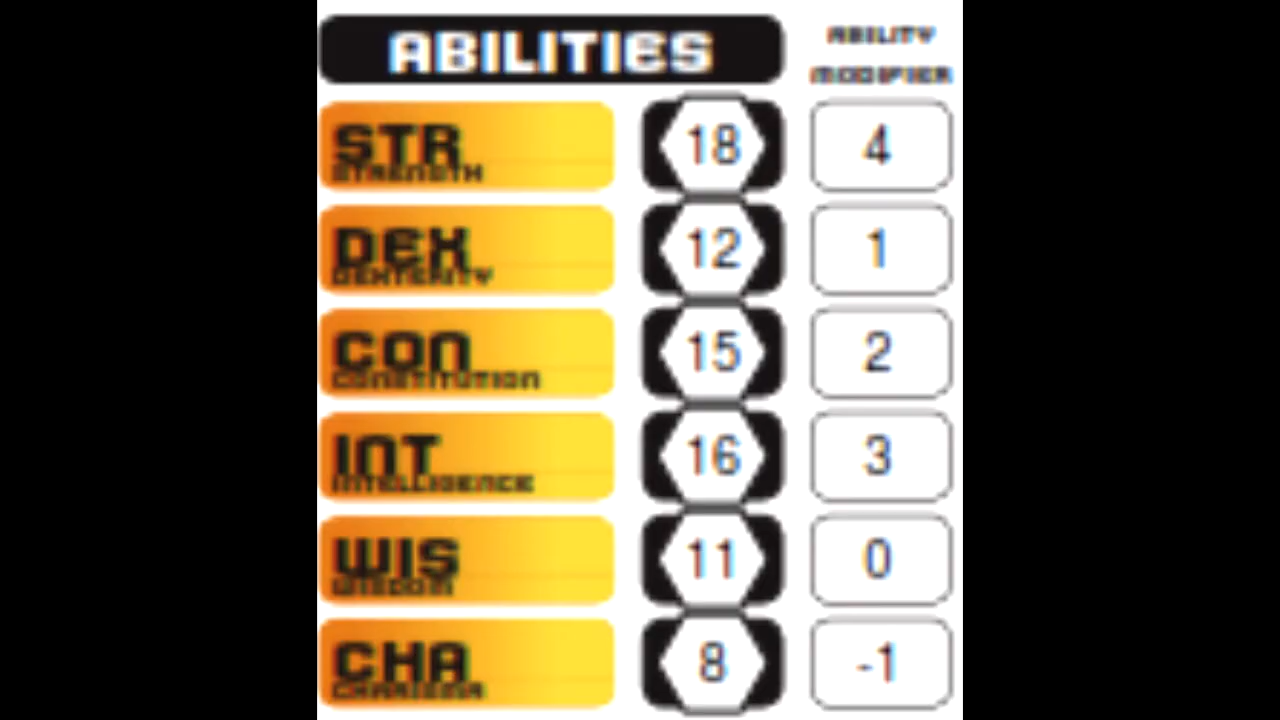 ABILITIES
ABILITY
MODIFIER
STR 18 4
STRENGTH
DEX 12 1
DEXTERITY
CON 15 2
CONSTITUTION
INT 16 3
INTELLIGENCE
WIS 11 0
WISDOM
CHA 8 -1
CHARISMA